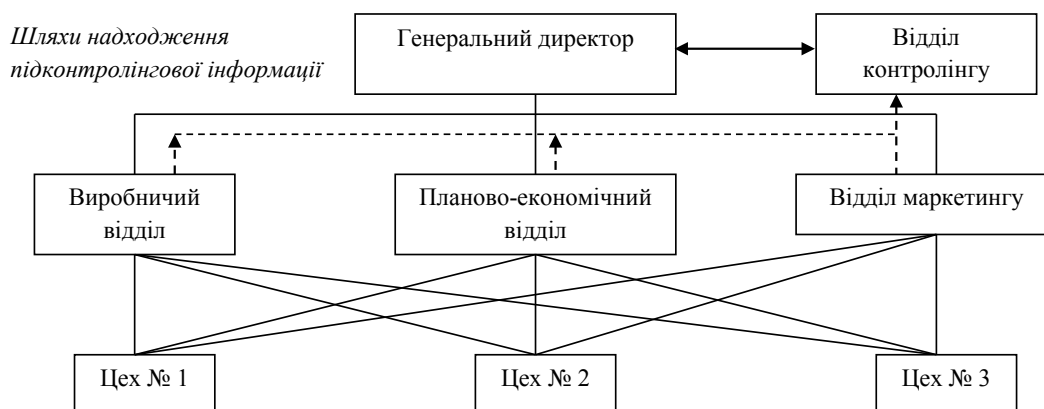 Шляхи надходження
підконтролінгової інформації
Генеральний директор
Відділ
контролінгу
Виробничий
відділ
Планово-економічний
відділ
Відділ маркетингу
Цех № 1
Цех № 2
Цех № 3